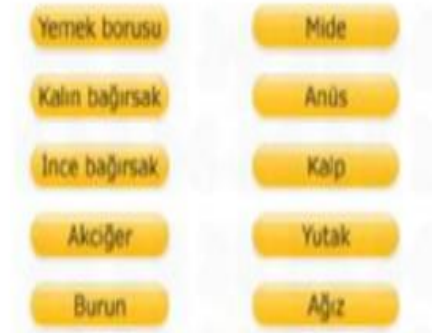 Yemek borusu
Mide
Kalın bağırsak
Anüs
İnce bağırsak
Kalp
Akciğer
Yutak
Burun
Ağız